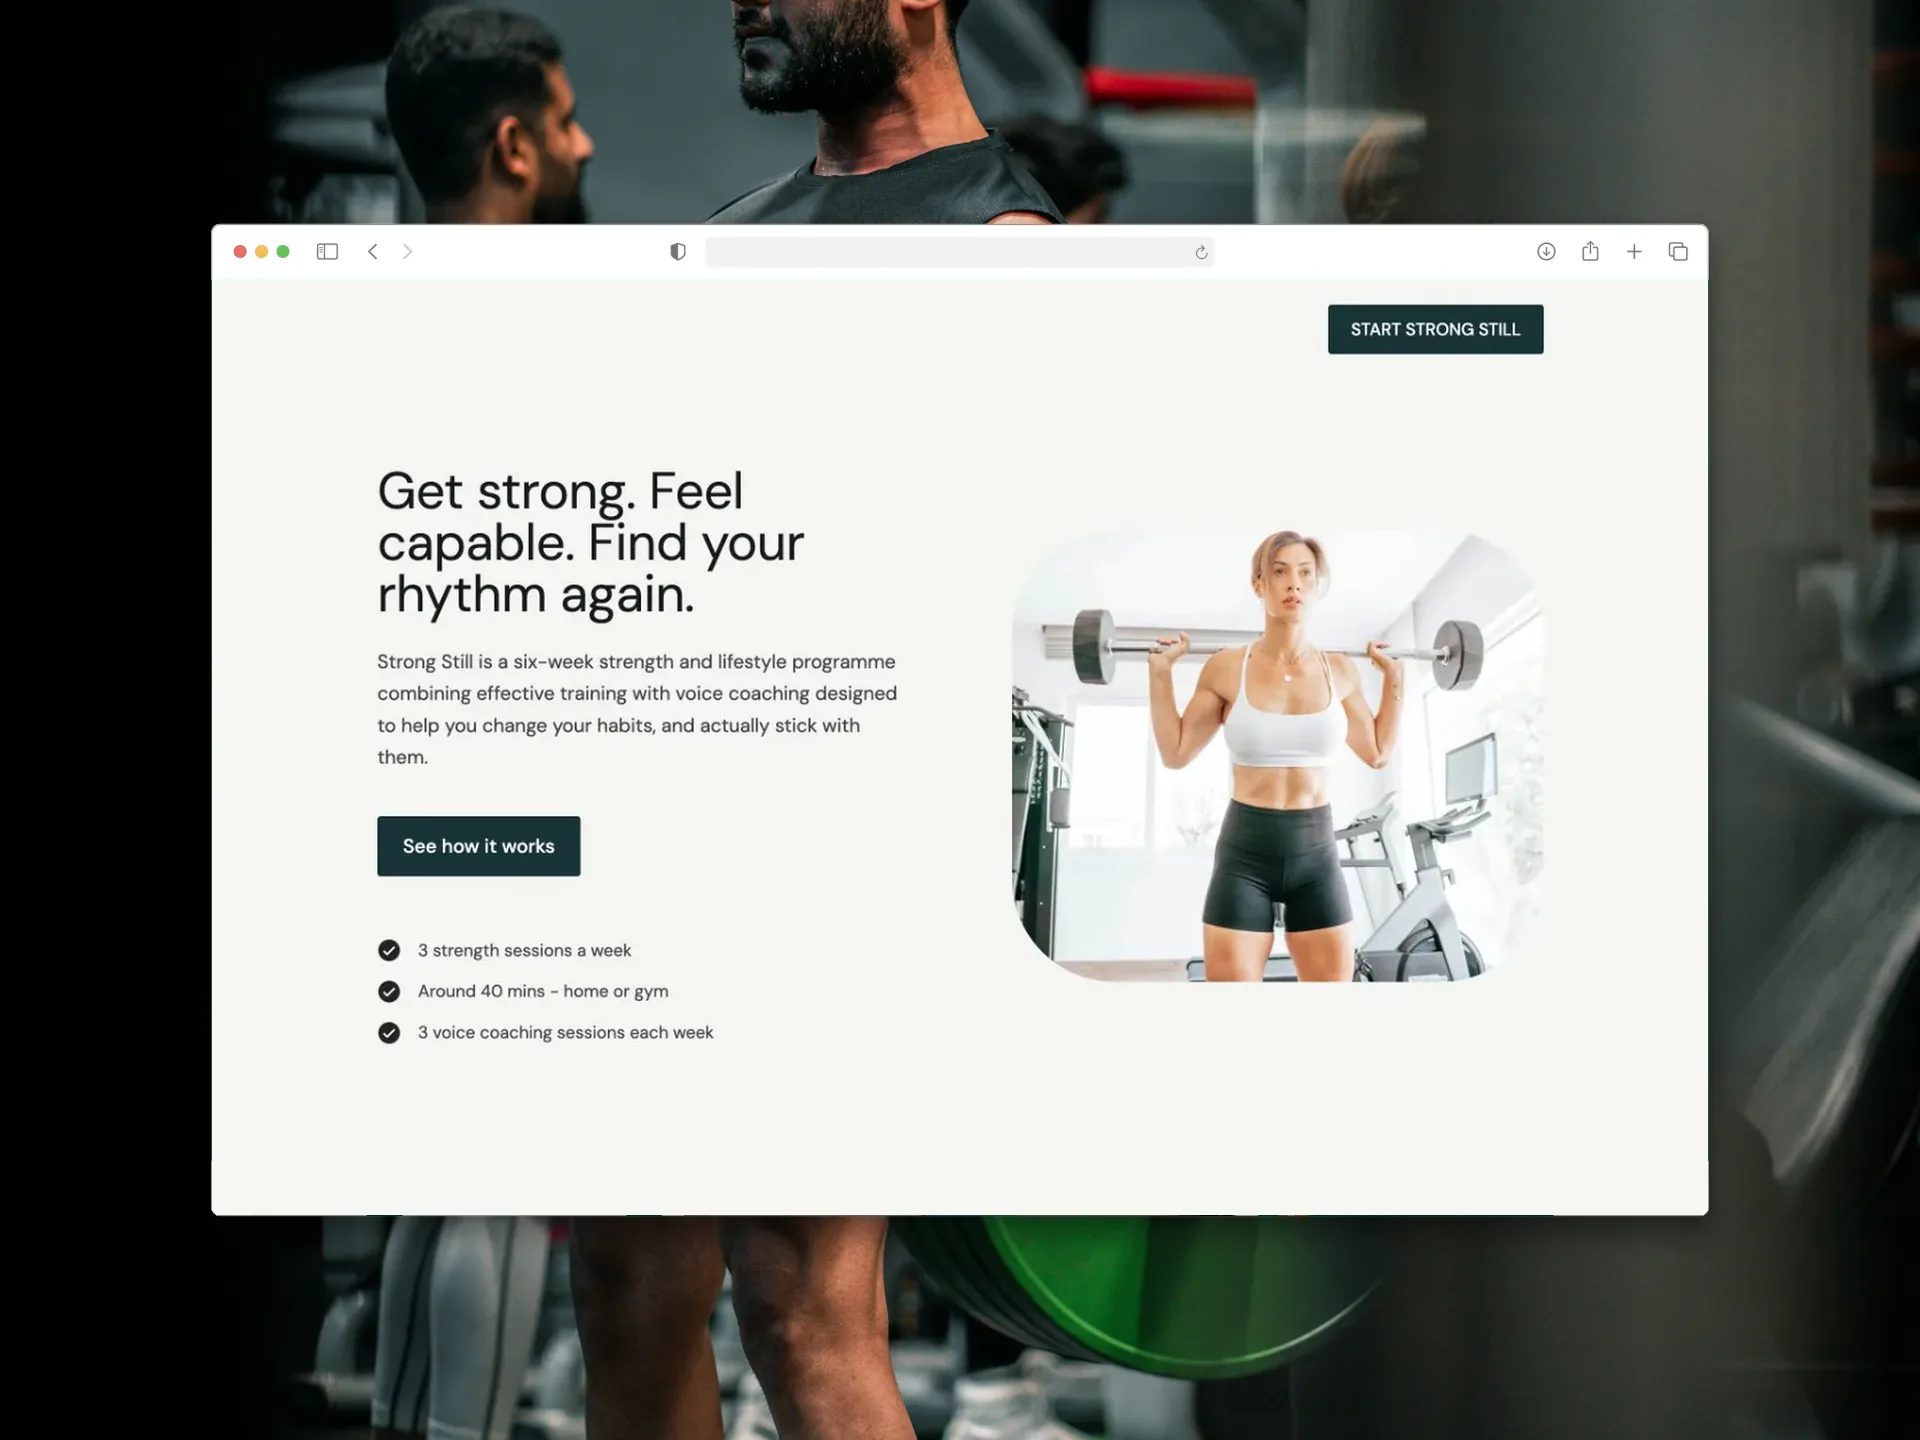 START STRONG STILL
Get strong. Feel
capable. Find your
rhythm again.
Strong Still is a six-week strength and lifestyle programme
combining effective training with voice coaching designed
to help you change your habits, and actually stick with
them.
See how it works
3 strength sessions a week
Around 40 mins - home or gym
3 voice coaching sessions each week